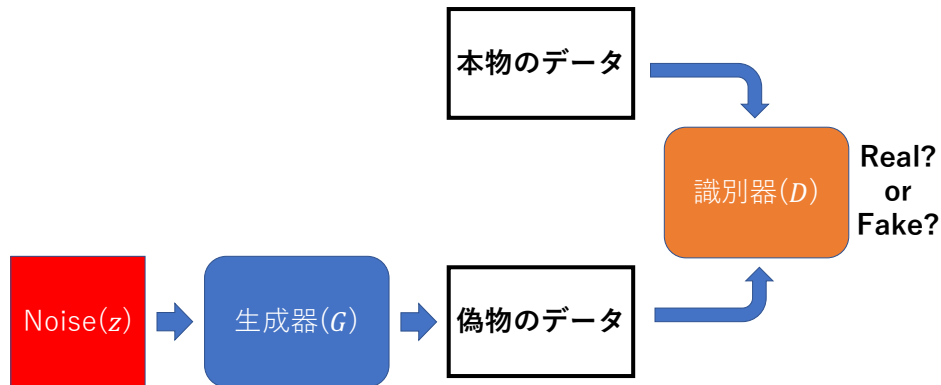 本物のデータ
識別器(D)
Real?
or
Fake?
Noise(z)
生成器(G)
偽物のデータ